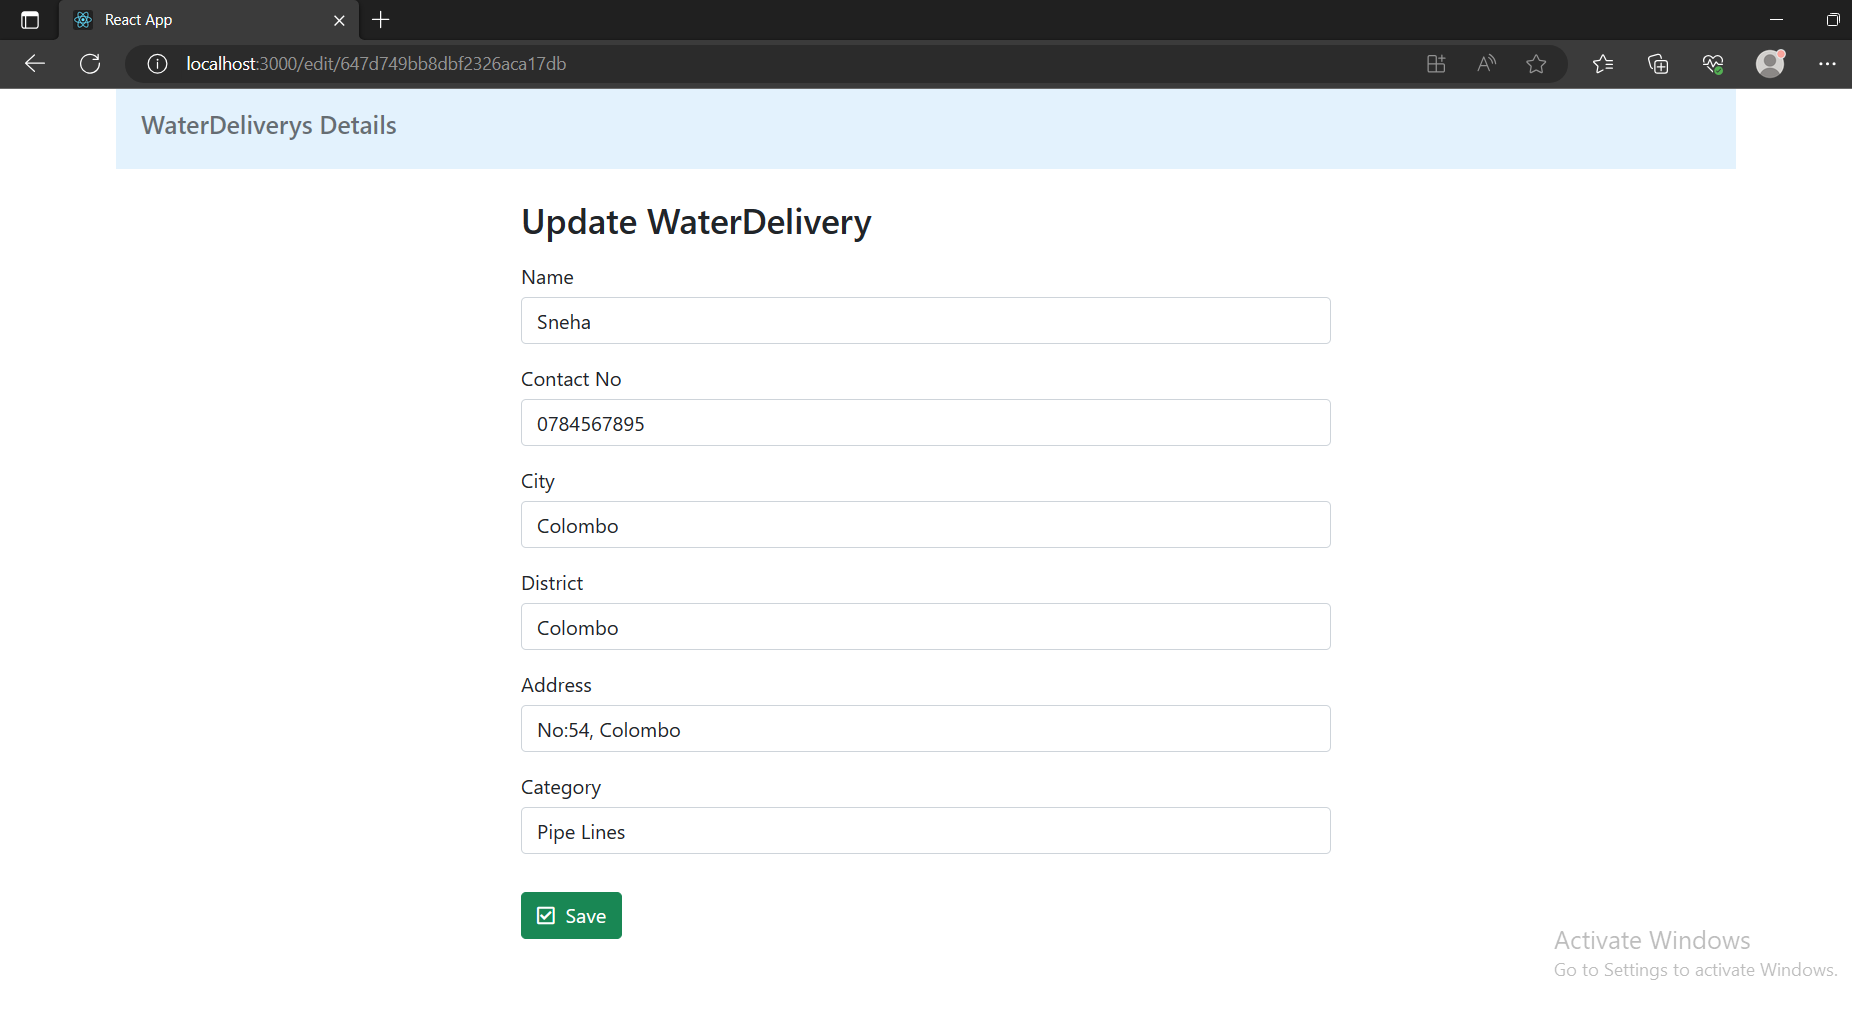 React App
localhost:3000/edit/647d749bb8dbf2326aca17db
WaterDeliverys Details
Update WaterDelivery
Name
Sneha
Contact No
0784567895
City
Colombo
District
Colombo
Address
No:54, Colombo
Category
Pipe Lines
Save
Activate Windows
Go to Settings to activate Windows.